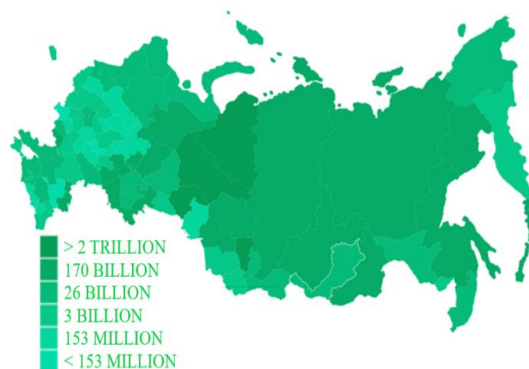 > 2 TRILLION
170 BILLION
26 BILLION
3 BILLION
153 MILLION
< 153 MILLION